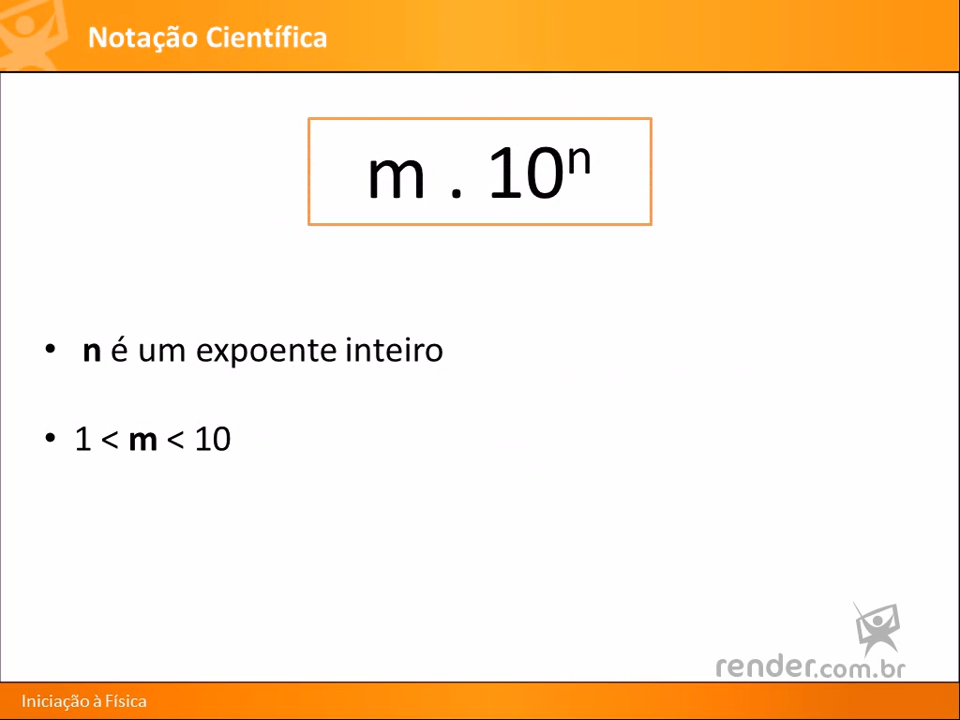 Notação Científica
m . 10ⁿ
• n é um expoente inteiro
• 1 < m < 10
render.com.br
Iniciação à Física